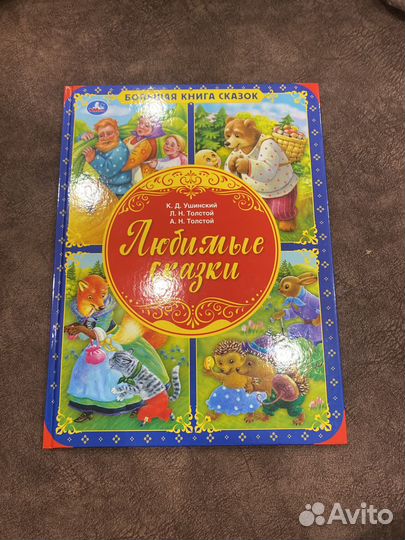 БОЛЬШАЯ КНИГА СКАЗОК
К. Д. Ушинский
Л. Н. Толстой
А. Н. Толстой
Любимые
сказки
Avito